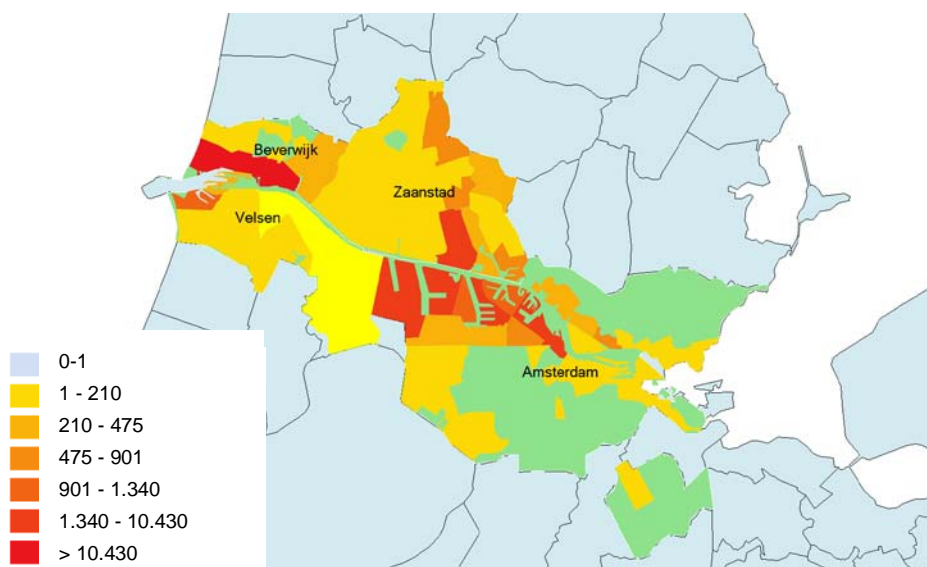 Beverwijk
Zaanstad
Velsen
Amsterdam
0-1
1 - 210
210 - 475
475 - 901
901 - 1.340
1.340 - 10.430
> 10.430